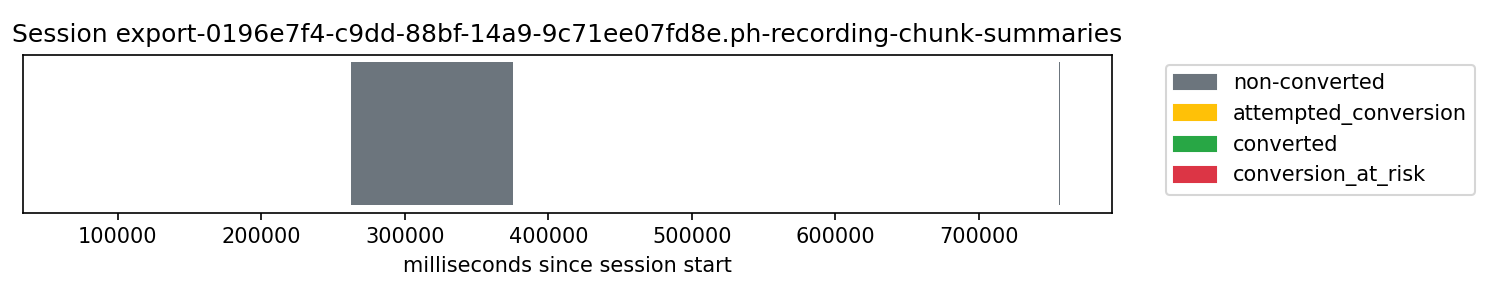 Session export-0196e7f4-c9dd-88bf-14a9-9c71ee07fd8e.ph-recording-chunk-summaries
non-converted
attempted_conversion
converted
conversion_at_risk
100000 200000 300000 400000 500000 600000 700000
milliseconds since session start